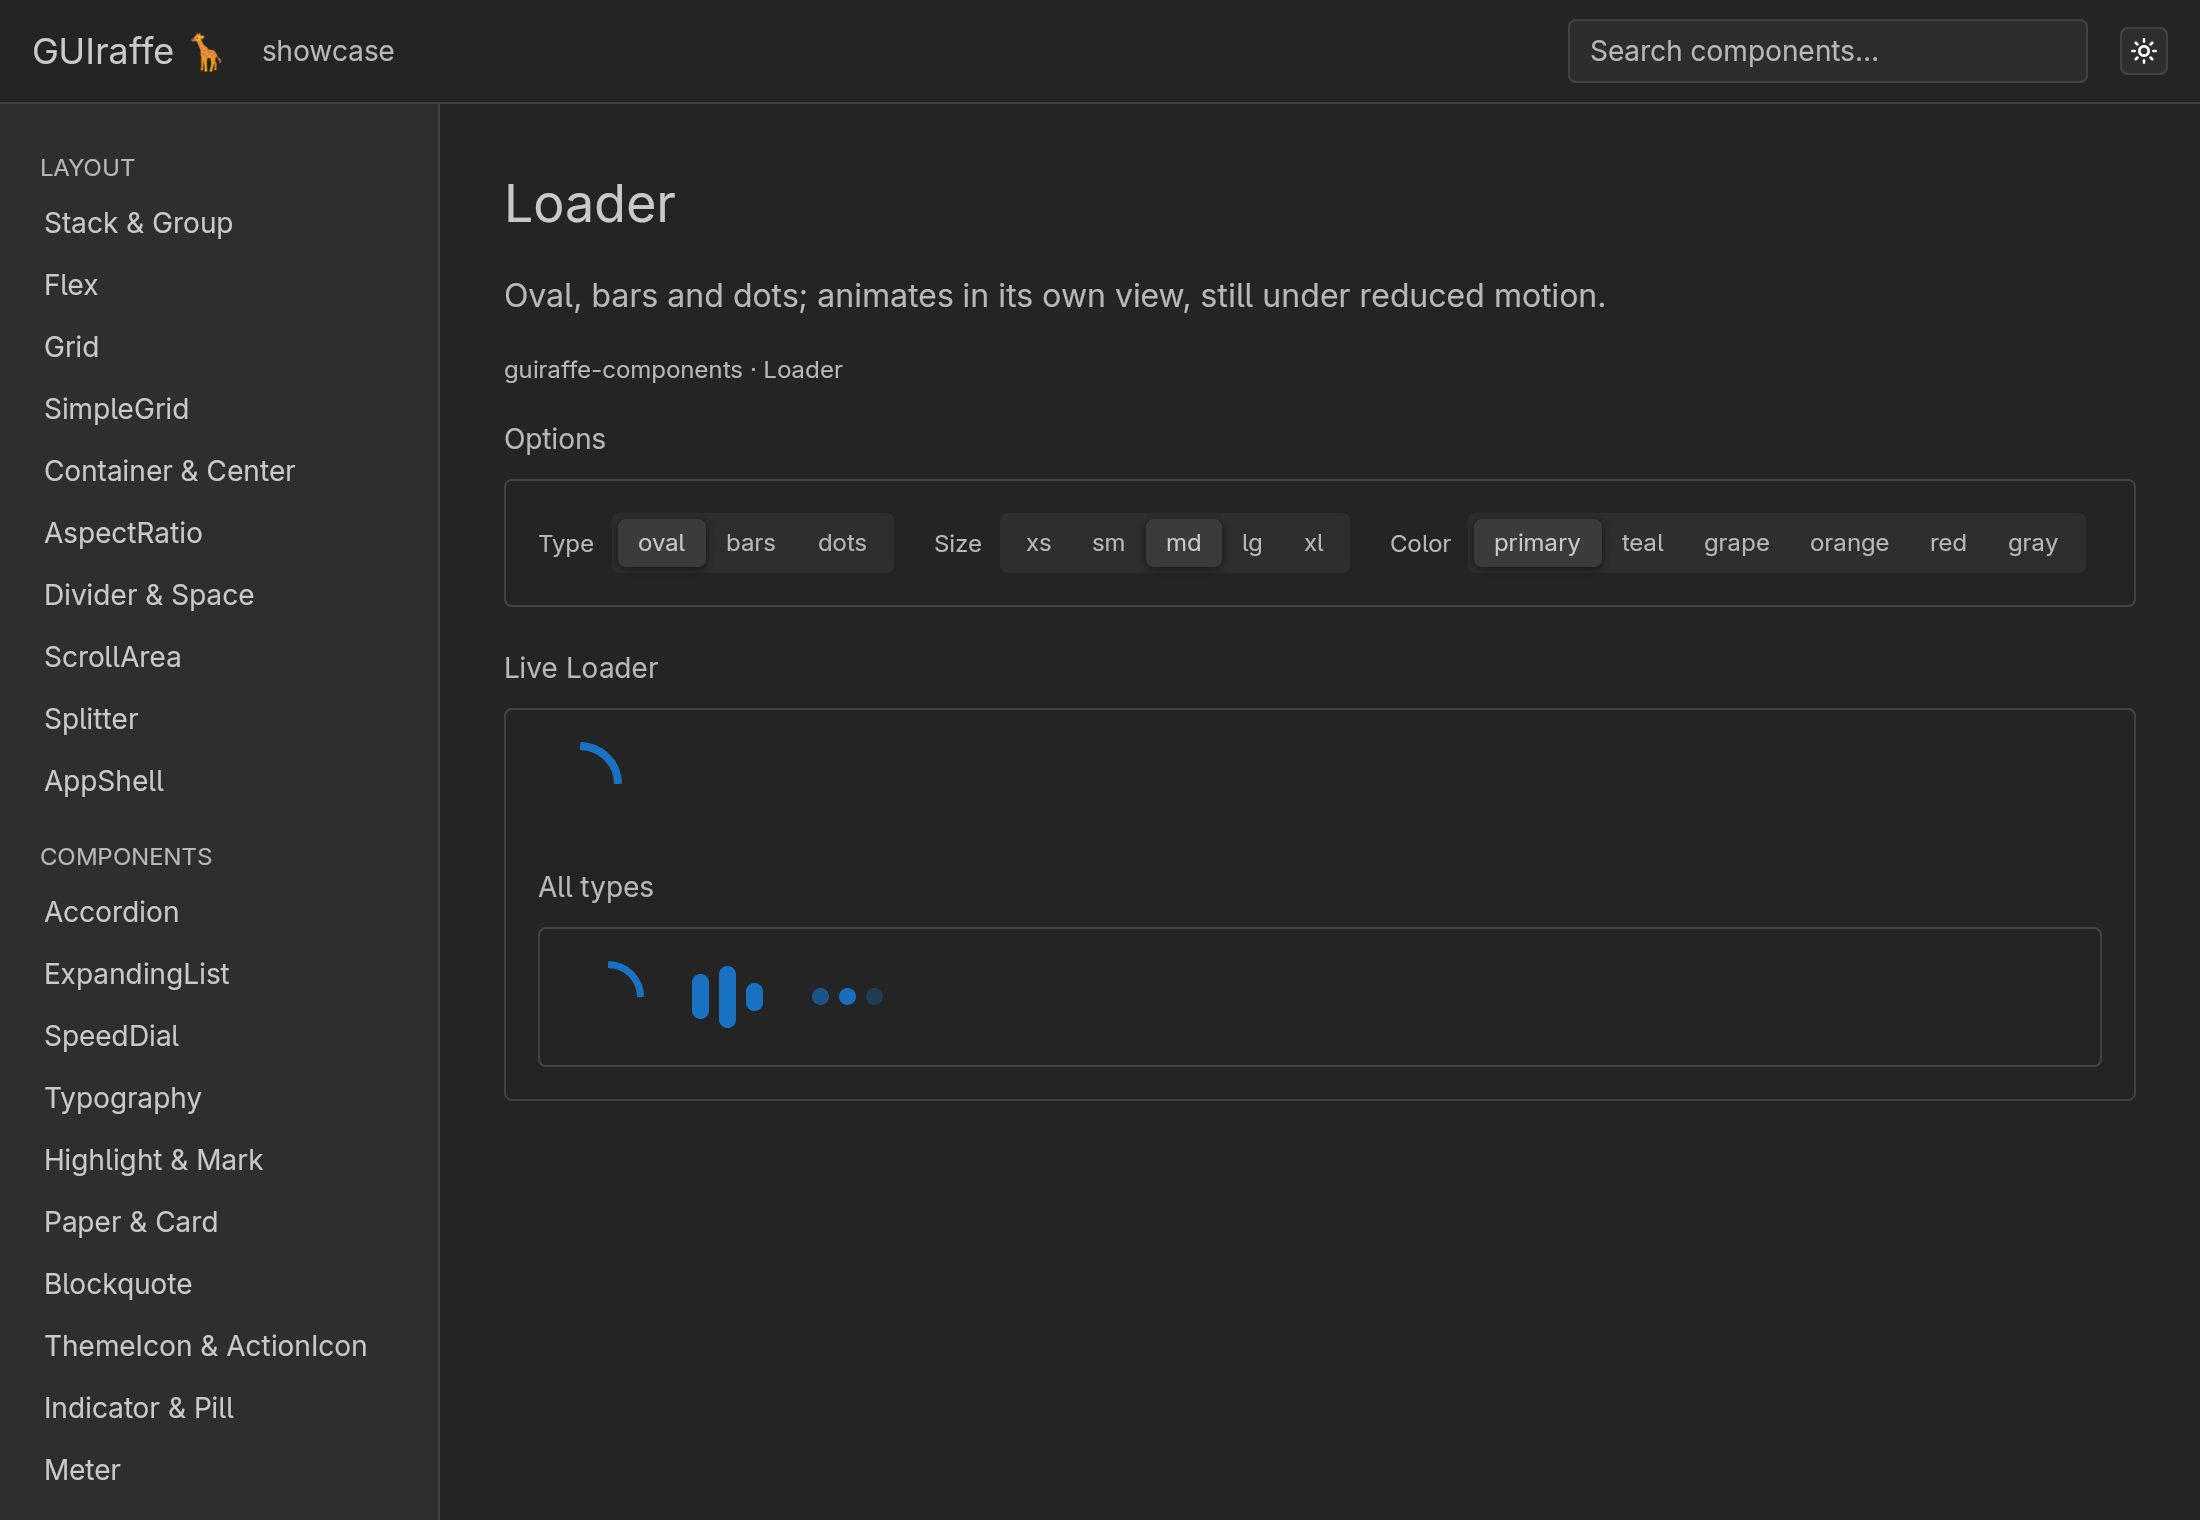 GUIraffe 🦒 showcase
Search components...
LAYOUT
Stack & Group
Flex
Grid
SimpleGrid
Container & Center
AspectRatio
Divider & Space
ScrollArea
Splitter
AppShell
COMPONENTS
Accordion
ExpandingList
SpeedDial
Typography
Highlight & Mark
Paper & Card
Blockquote
ThemeIcon & ActionIcon
Indicator & Pill
Meter
Loader
Oval, bars and dots; animates in its own view, still under reduced motion.
guiraffe-components · Loader
Options
Type oval bars dots Size xs sm md lg xl Color primary teal grape orange red gray
Live Loader
All types